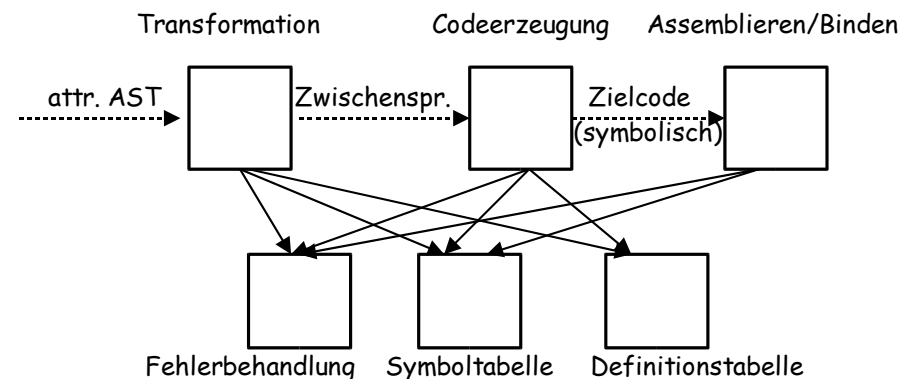 Transformation
Codeerzeugung
Assemblieren/Binden
attr. AST
Zwischenspr.
Zielcode
(symbolisch)
Fehlerbehandlung
Symboltabelle
Definitionstabelle